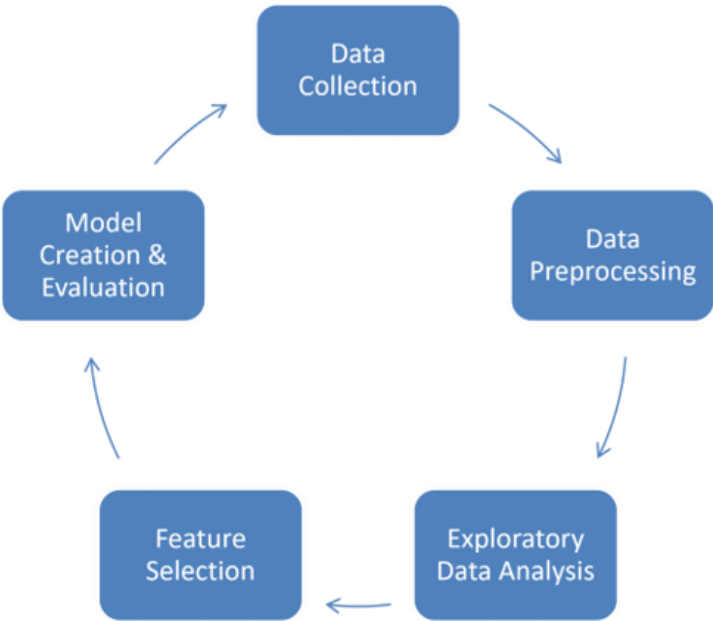 Data
Collection
Data
Preprocessing
Exploratory
Data Analysis
Feature
Selection
Model
Creation &
Evaluation